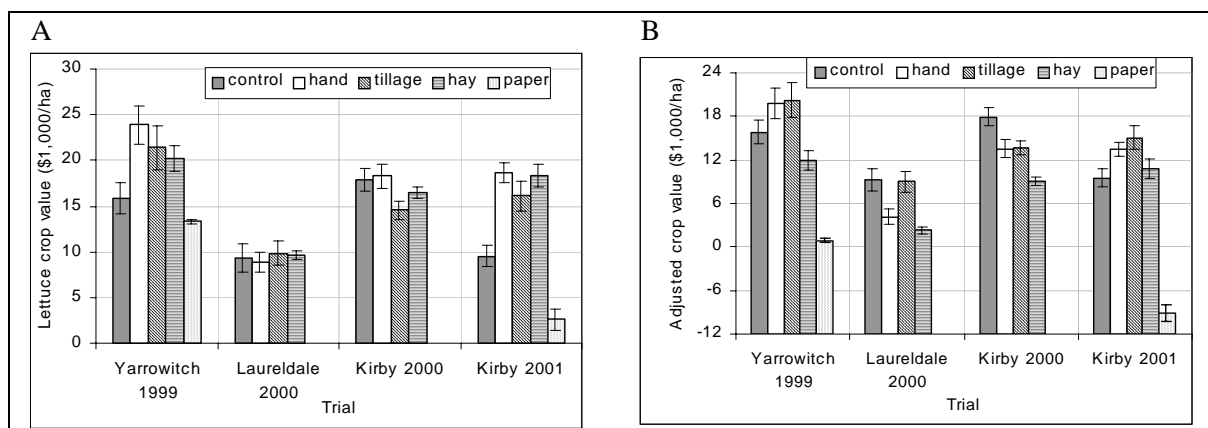 A
30
25
20
15
10
5
0
Lettuce crop value ($1,000/ha)
control hand tillage hay paper
Yarrowitch 1999
Laureldale 2000
Kirby 2000
Kirby 2001
Trial
B
24
18
12
6
0
-6
-12
Adjusted crop value ($1,000/ha)
control hand tillage hay paper
Yarrowitch 1999
Laureldale 2000
Kirby 2000
Kirby 2001
Trial